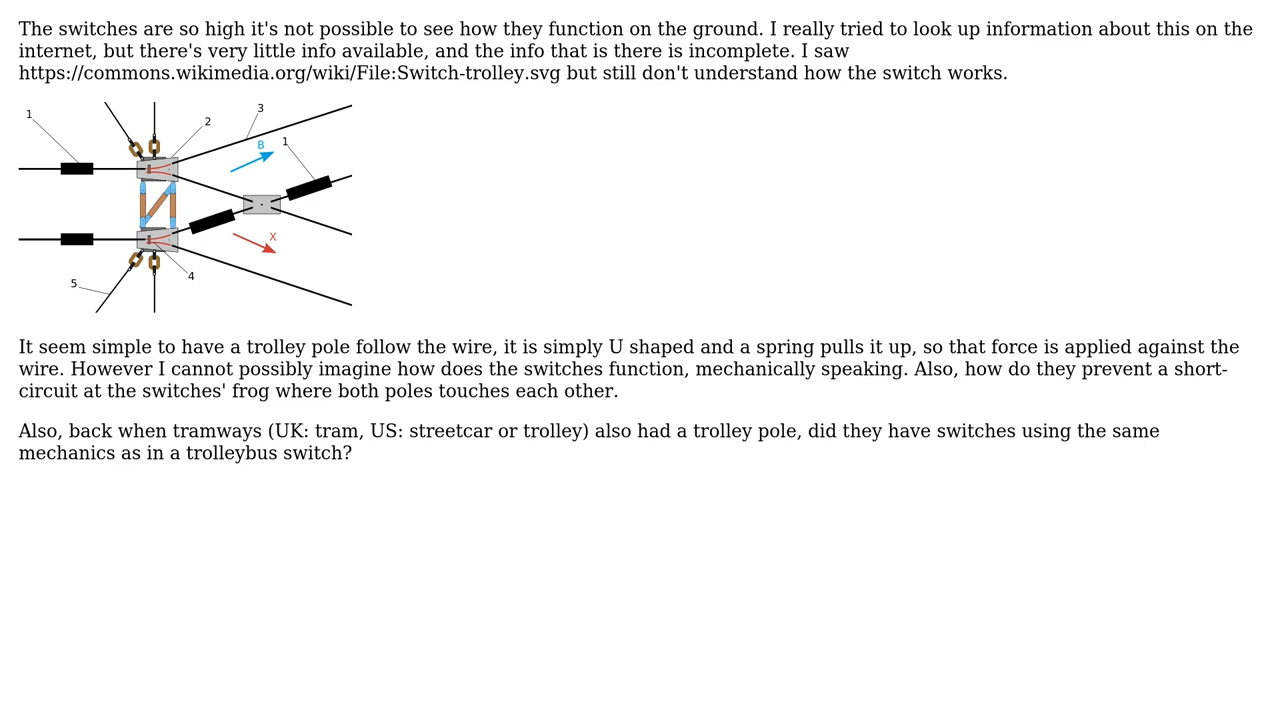 The switches are so high it's not possible to see how they function on the ground. I really tried to look up information about this on the
internet, but there's very little info available, and the info that is there is incomplete. I saw
https://commons.wikimedia.org/wiki/File:Switch-trolley.svg but still don't understand how the switch works.
1
2
3
B
1
X
4
5
It seem simple to have a trolley pole follow the wire, it is simply U shaped and a spring pulls it up, so that force is applied against the
wire. However I cannot possibly imagine how does the switches function, mechanically speaking. Also, how do they prevent a short-
circuit at the switches' frog where both poles touches each other.
Also, back when tramways (UK: tram, US: streetcar or trolley) also had a trolley pole, did they have switches using the same
mechanics as in a trolleybus switch?